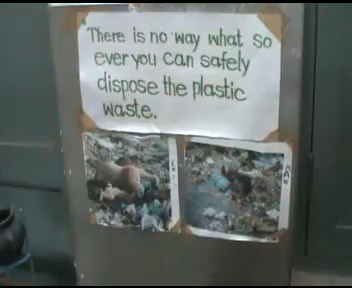 "There is no way what so
ever you can safely
dispose the plastic
waste.